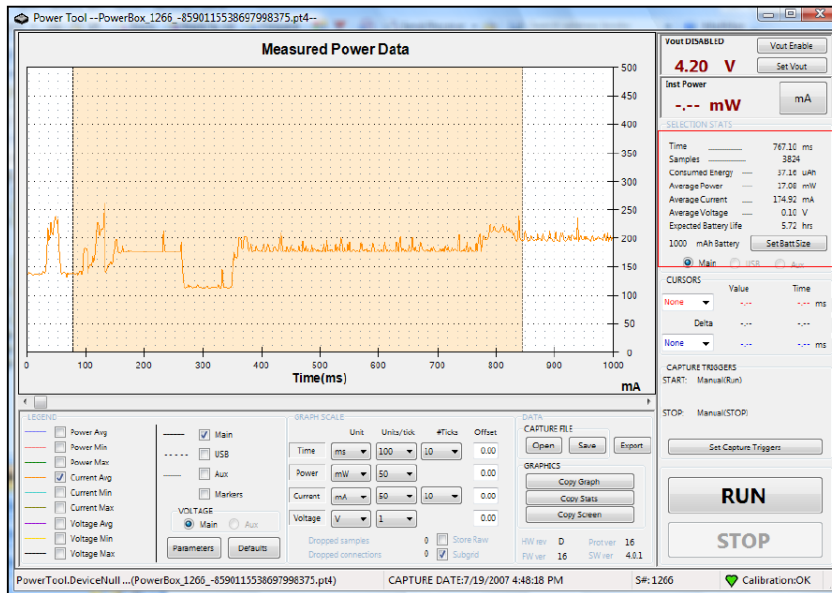 Power Tool --PowerBox_1266_-8590115538697998375.pt4--
Measured Power Data
500
450
400
350
300
250
200
150
100
50
0
0 100 200 300 400 500 600 700 800 900 1000
Time(ms)
mA
Vout DISABLED
Vout Enable
4.20 V
Set Vout
Inst Power
-.-- mW
mA
SELECTION STATS
Time 767.10 ms
Samples 3824
Consumed Energy 37.16 uAh
Average Power 17.08 mW
Average Current 174.92 mA
Average Voltage 0.10 V
Expected Battery Life 5.72 hrs
1000 mAh Battery Set Batt Size
Main USB Aux
CURSORS
Value Time
None -.-- -.-- ms
Delta -.-- -.--
None -.-- -.-- ms
CAPTURE TRIGGERS
START: Manual(Run)
STOP: Manual(STOP)
Set Capture Triggers
RUN
STOP
LEGEND
Power Avg
Power Min
Power Max
Current Avg
Current Min
Current Max
Voltage Avg
Voltage Min
Voltage Max
Main
USB
Aux
Markers
VOLTAGE
Main Aux
Parameters Defaults
GRAPH SCALE
Unit Units/tick #Ticks Offset
Time ms 100 10 0.00
Power mW 50 0.00
Current mA 50 10 0.00
Voltage V 1 0.00
Dropped samples 0 Store Raw
Dropped connections 0 Subgrid
DATA
CAPTURE FILE
Open Save Export
GRAPHICS
Copy Graph
Copy Stats
Copy Screen
HW rev D Prot ver 16
FW ver 16 SW ver 4.0.1
PowerTool.DeviceNull ...(PowerBox_1266_-8590115538697998375.pt4) CAPTURE DATE:7/19/2007 4:48:18 PM S#: 1266 Calibration:OK